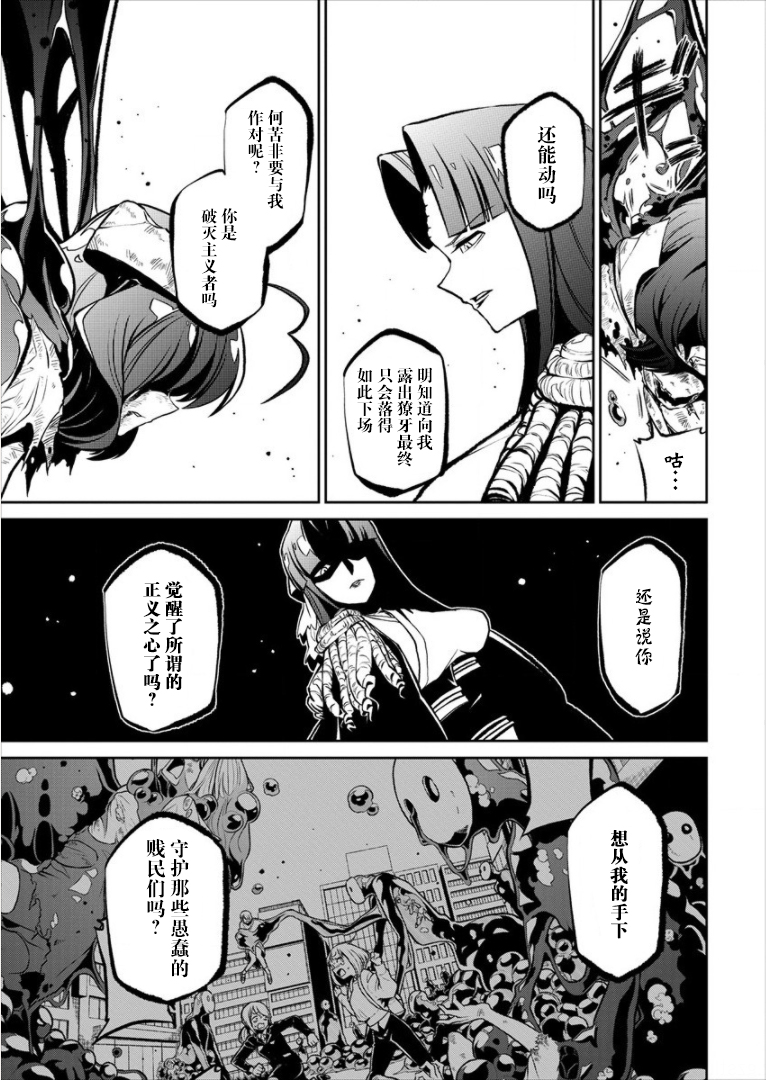 咕…
还能动吗
明知道向我
露出獠牙最终
只会落得
如此下场
何苦非要与我
作对呢？
你是
破灭主义者吗
还是说你
觉醒了所谓的
正义之心了吗？
想从我的手下
守护那些愚蠢的
贱民们吗？